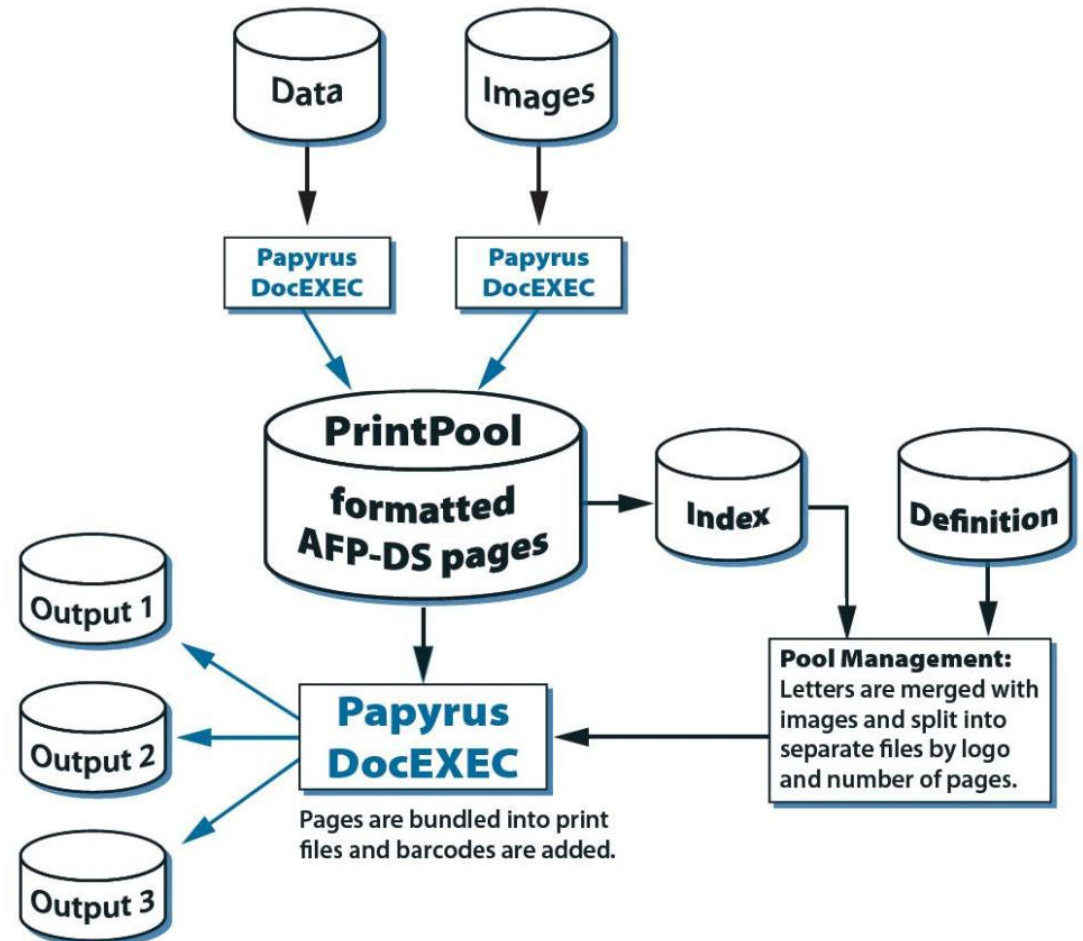 Data
Images
Papyrus
DocEXEC
Papyrus
DocEXEC
PrintPool
formatted
AFP-DS pages
Index
Definition
Output 1
Output 2
Output 3
Papyrus
DocEXEC
Pages are bundled into print
files and barcodes are added.
Pool Management:
Letters are merged with
images and split into
separate files by logo
and number of pages.